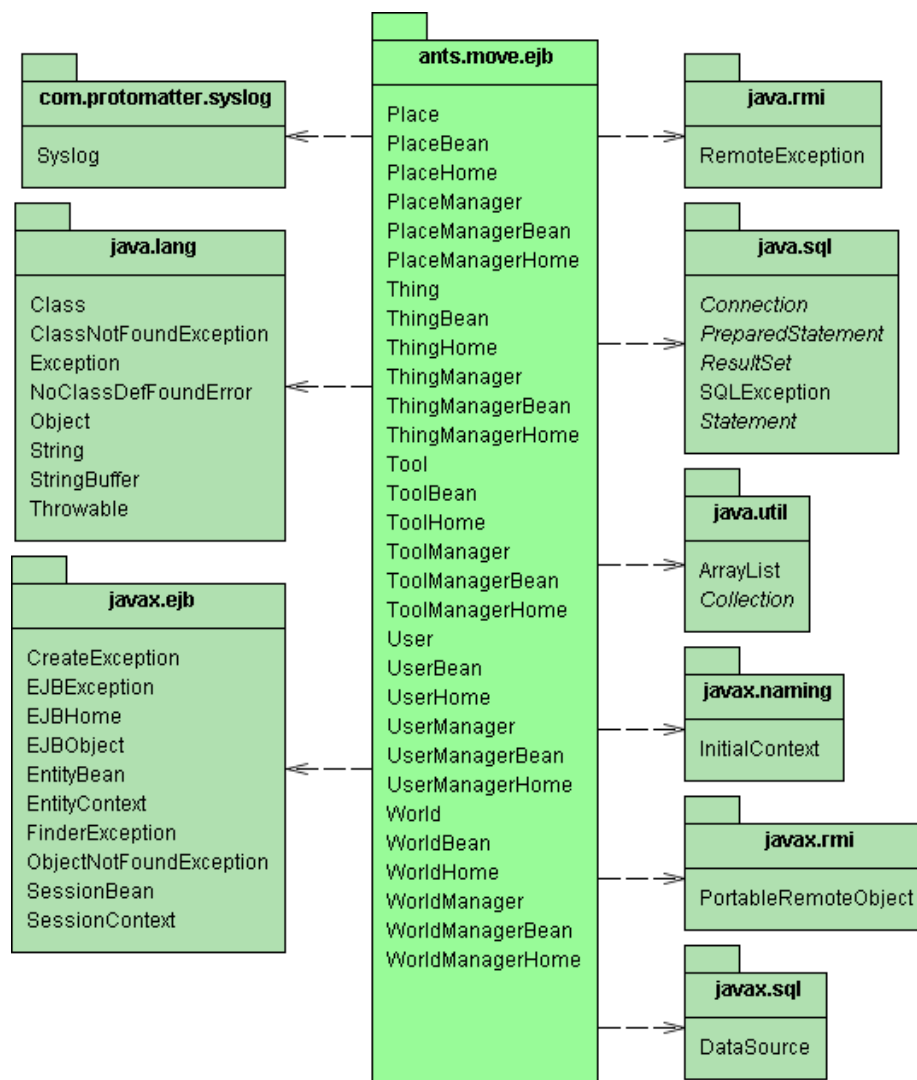 com.protomatter.syslog
Syslog
java.lang
Class
ClassNotFoundException
Exception
NoClassDefFoundError
Object
String
StringBuffer
Throwable
javax.ejb
CreateException
EJBException
EJBHome
EJBObject
EntityBean
EntityContext
FinderException
ObjectNotFoundException
SessionBean
SessionContext
ants.move.ejb
Place
PlaceBean
PlaceHome
PlaceManager
PlaceManagerBean
PlaceManagerHome
Thing
ThingBean
ThingHome
ThingManager
ThingManagerBean
ThingManagerHome
Tool
ToolBean
ToolHome
ToolManager
ToolManagerBean
ToolManagerHome
User
UserBean
UserHome
UserManager
UserManagerBean
UserManagerHome
World
WorldBean
WorldHome
WorldManager
WorldManagerBean
WorldManagerHome
java.rmi
RemoteException
java.sql
Connection
PreparedStatement
ResultSet
SQLException
Statement
java.util
ArrayList
Collection
javax.naming
InitialContext
javax.rmi
PortableRemoteObject
javax.sql
DataSource